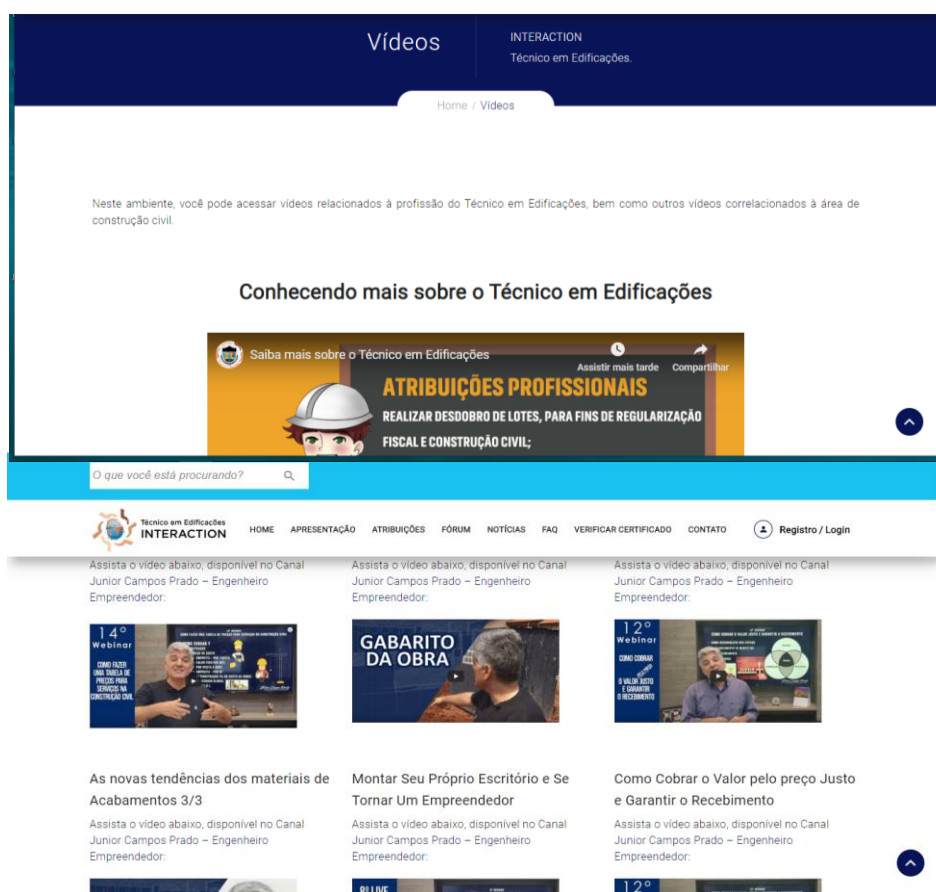 Vídeos
INTERACTION
Técnico em Edificações.
Home / Vídeos
Neste ambiente, você pode acessar vídeos relacionados à profissão do Técnico em Edificações, bem como outros vídeos correlacionados à área de
construção civil.
Conhecendo mais sobre o Técnico em Edificações
Saiba mais sobre o Técnico em Edificações
Assistir mais tarde
Compartilhar
ATRIBUIÇÕES PROFISSIONAIS
REALIZAR DESDOBRO DE LOTES, PARA FINS DE REGULARIZAÇÃO
FISCAL E CONSTRUÇÃO CIVIL;
O que você está procurando?
Técnico em Edificações
INTERACTION
HOME APRESENTAÇÃO ATRIBUIÇÕES FÓRUM NOTÍCIAS FAQ VERIFICAR CERTIFICADO CONTATO Registro / Login
Assista o vídeo abaixo, disponível no Canal
Junior Campos Prado – Engenheiro
Empreendedor:
Assista o vídeo abaixo, disponível no Canal
Junior Campos Prado – Engenheiro
Empreendedor:
Assista o vídeo abaixo, disponível no Canal
Junior Campos Prado – Engenheiro
Empreendedor:
14°
Webinar
COMO FAZER
UMA TABELA DE
PREÇOS PARA
SERVIÇOS NA
CONSTRUÇÃO CIVIL
GABARITO
DA OBRA
12°
Webinar
COMO COBRAR
O VALOR JUSTO
E GARANTIR
O RECEBIMENTO
As novas tendências dos materiais de
Acabamentos 3/3
Assista o vídeo abaixo, disponível no Canal
Junior Campos Prado – Engenheiro
Empreendedor:
Montar Seu Próprio Escritório e Se
Tornar Um Empreendedor
Assista o vídeo abaixo, disponível no Canal
Junior Campos Prado – Engenheiro
Empreendedor:
Como Cobrar o Valor pelo preço Justo
e Garantir o Recebimento
Assista o vídeo abaixo, disponível no Canal
Junior Campos Prado – Engenheiro
Empreendedor:
8ª LIVE
12°